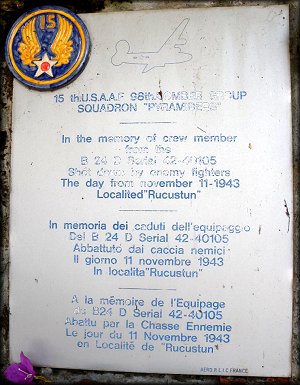 15
15 th.U.S.A.A.F 98th BOMBER GROUP
SQUADRON "PYRAMIDERS"
In the memory of crew member
from the
B 24 D Serial 42-40105
Shot down by enomy fighters
The day from november 11-1943
Localited "Rucustun"
In memoria dei caduti dell'equipaggio
Del B 24 D Serial 42-40105
Abbattuto dai caccia nemici
Il giorno 11 novembre 1943
In localita "Rucustun"
A la mémoire de l'Equipage
du B24 D Serial 42-40105
Abattu par la Chasse Ennemie
Le jour du 11 Novembre 1943
en Localité de "Rucustun"
AERO.R.L.I.C FRANCE